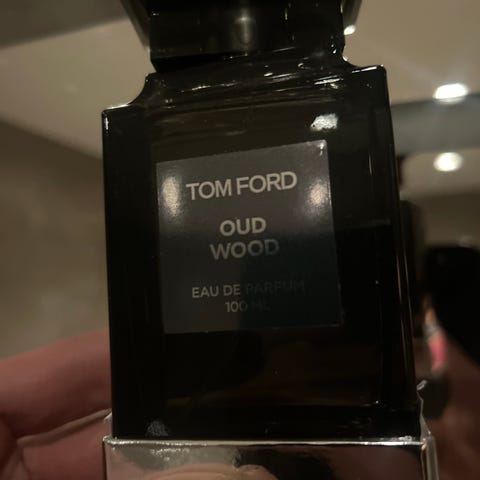 TOM FORD
OUD
WOOD
EAU DE PARFUM
100 ML